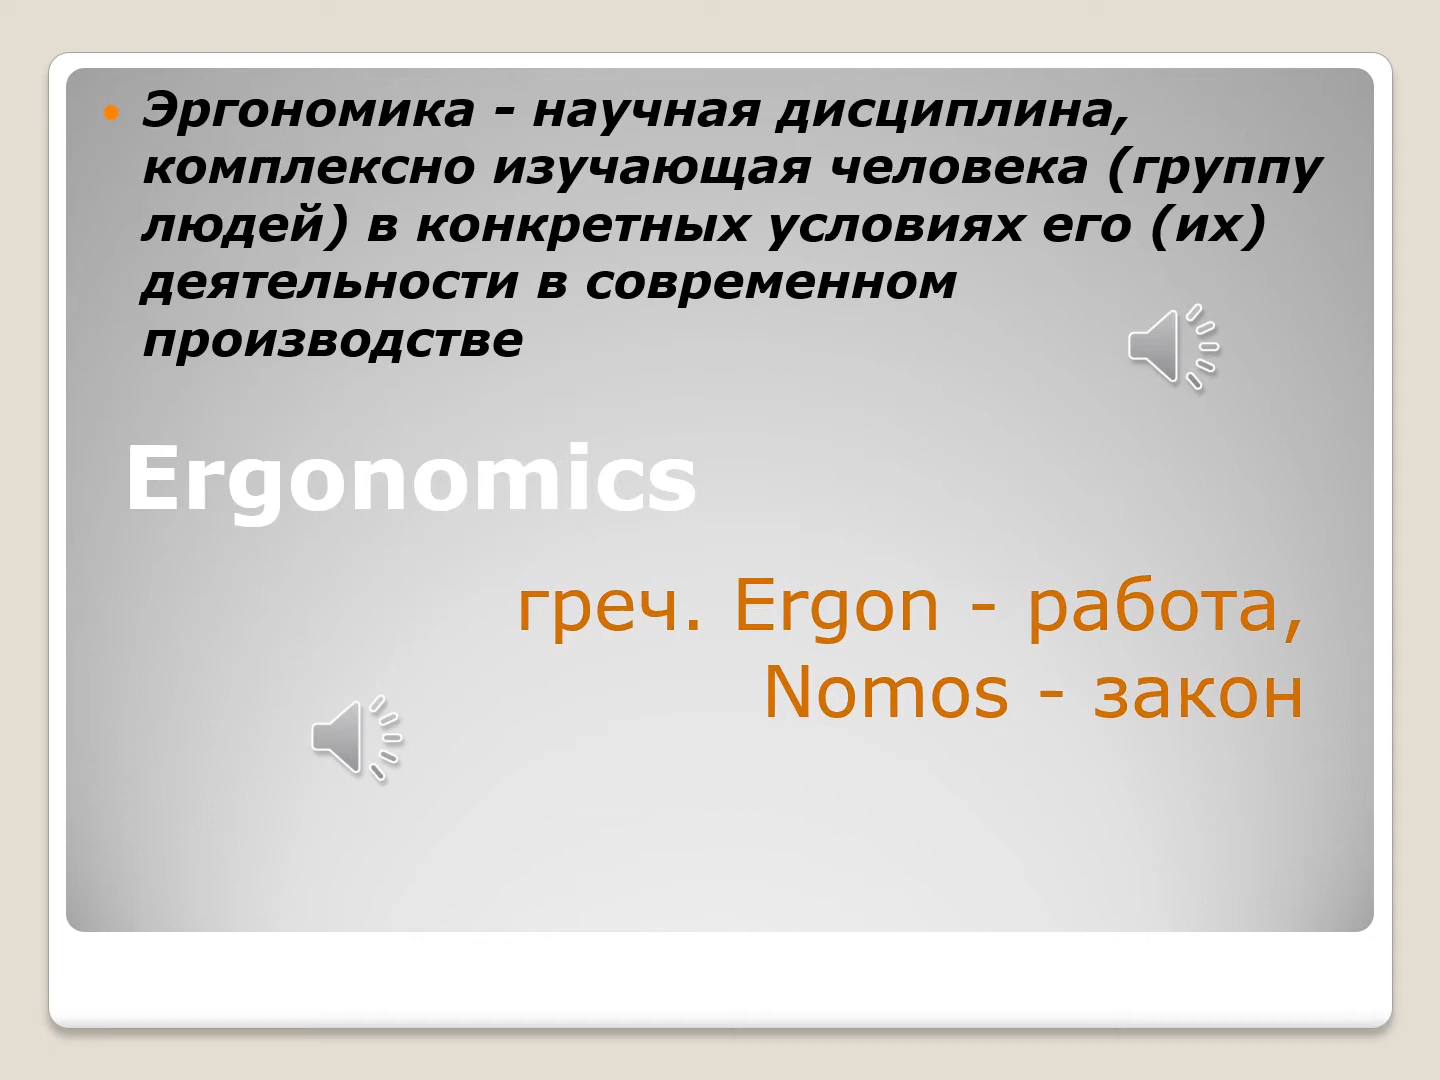 Эргономика - научная дисциплина,
комплексно изучающая человека (группу
людей) в конкретных условиях его (их)
деятельности в современном
производстве
Ergonomics
греч. Ergon - работа,
Nomos - закон